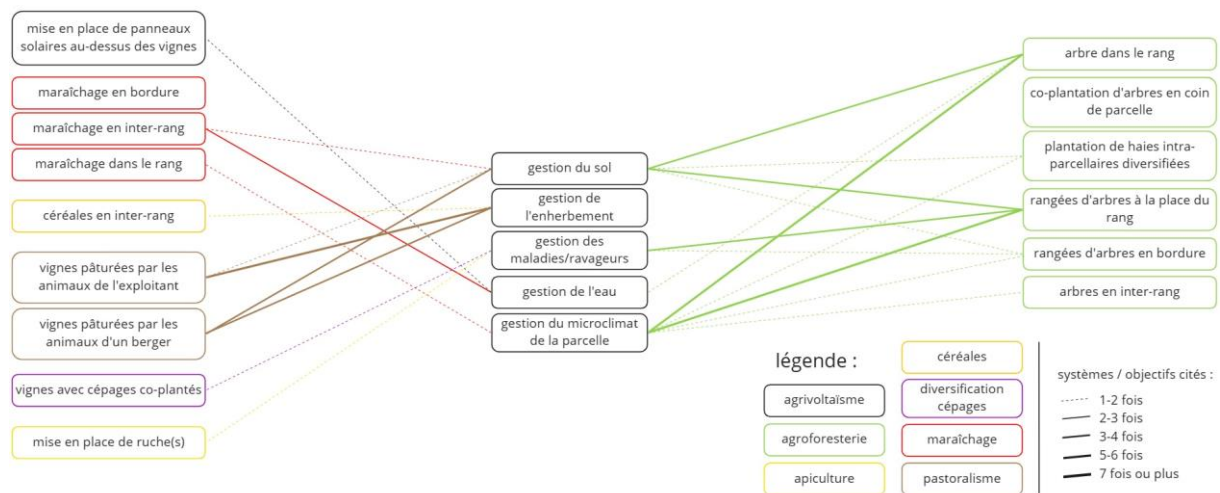 mise en place de panneaux
solaires au-dessus des vignes
maraîchage en bordure
maraîchage en inter-rang
maraîchage dans le rang
céréales en inter-rang
vignes pâturées par les
animaux de l'exploitant
vignes pâturées par les
animaux d'un berger
vignes avec cépages co-plantés
mise en place de ruche(s)
gestion du sol
gestion de
l'enherbement
gestion des
maladies/ravageurs
gestion de l'eau
gestion du microclimat
de la parcelle
arbre dans le rang
co-plantation d'arbres en coin
de parcelle
plantation de haies intra-
parcellaires diversifiées
rangées d'arbres à la place du
rang
rangées d'arbres en bordure
arbres en inter-rang
légende :
agrivoltaïsme
agroforesterie
apiculture
céréales
diversification
cépages
maraîchage
pastoralisme
systèmes / objectifs cités :
1-2 fois
2-3 fois
3-4 fois
5-6 fois
7 fois ou plus